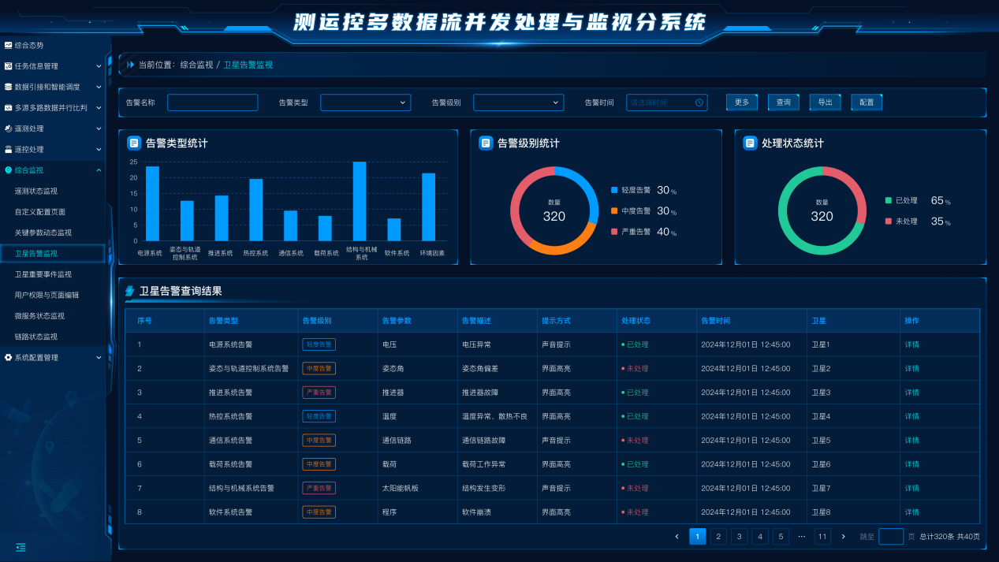 测运控多数据流并发处理与监视分系统
综合态势
任务信息管理
数据引接和智能调度
多源多路数据并行比判
遥测处理
遥控处理
综合监视
遥测状态监视
自定义配置页面
关键参数动态监视
卫星告警监视
卫星重要事件监视
用户权限与页面编辑
微服务状态监视
链路状态监视
系统配置管理
当前位置: 综合监视 / 卫星告警监视
告警名称 告警类型 告警级别 告警时间 请选择时间 更多 查询 导出 配置
告警类型统计
25
20
15
10
5
0
电源系统 姿态与轨道控制系统 推进系统 热控系统 通信系统 载荷系统 结构与机械系统 软件系统 环境因素
告警级别统计
数量
320
轻度告警 30 %
中度告警 30 %
严重告警 40 %
处理状态统计
数量
320
已处理 65 %
未处理 35 %
卫星告警查询结果
序号 告警类型 告警级别 告警参数 告警描述 提示方式 处理状态 告警时间 卫星 操作
1 电源系统告警 轻度告警 电压 电压异常 声音提示 已处理 2024年12月01日 12:45:00 卫星1 详情
2 姿态与轨道控制系统告警 中度告警 姿态角 姿态角偏差 界面高亮 未处理 2024年12月01日 12:45:00 卫星2 详情
3 推进系统告警 严重告警 推进器 推进器故障 界面高亮 已处理 2024年12月01日 12:45:00 卫星3 详情
4 热控系统告警 轻度告警 温度 温度异常、散热不良 界面高亮 已处理 2024年12月01日 12:45:00 卫星4 详情
5 通信系统告警 中度告警 通信链路 通信链路故障 声音提示 未处理 2024年12月01日 12:45:00 卫星5 详情
6 载荷系统告警 中度告警 载荷 载荷工作异常 界面高亮 已处理 2024年12月01日 12:45:00 卫星6 详情
7 结构与机械系统告警 严重告警 太阳能帆板 结构发生变形 声音提示 未处理 2024年12月01日 12:45:00 卫星7 详情
8 软件系统告警 中度告警 程序 软件崩溃 界面高亮 未处理 2024年12月01日 12:45:00 卫星8 详情
1 2 3 4 5 ··· 11 跳至 页 总计320条 共40页